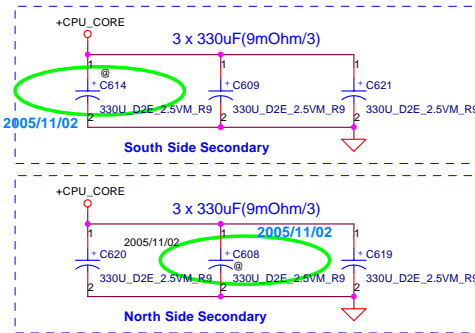 +CPU_CORE
3 x 330uF(9mOhm/3)
1 1 1
@
+ C614 + C609 + C621
330U_D2E_2.5VM_R9 330U_D2E_2.5VM_R9 330U_D2E_2.5VM_R9
2 2 2
2005/11/02
South Side Secondary
+CPU_CORE
3 x 330uF(9mOhm/3)
2005/11/02
1 1 1
2005/11/02
+ C620 + C608 + C619
@
330U_D2E_2.5VM_R9 330U_D2E_2.5VM_R9 330U_D2E_2.5VM_R9
2 2 2
North Side Secondary